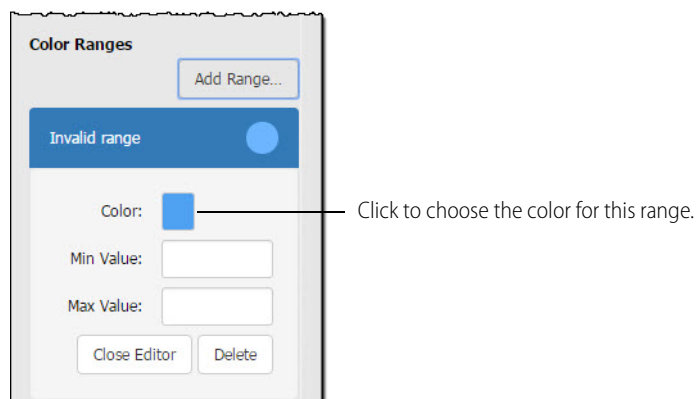 Color Ranges
Add Range...
Invalid range
Color:
Click to choose the color for this range.
Min Value:
Max Value:
Close Editor
Delete